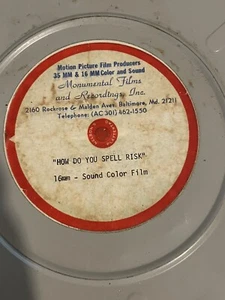 Motion Picture Film Producers
35 MM & 16 MM Color and Sound
Monumental Films
and Recordings, Inc.
2160 Rockrose & Malden Aves. Baltimore, Md. 21211
Telephone: (AC 301) 462-1550
"HOW DO YOU SPELL RISK"
16mm - Sound Color Film